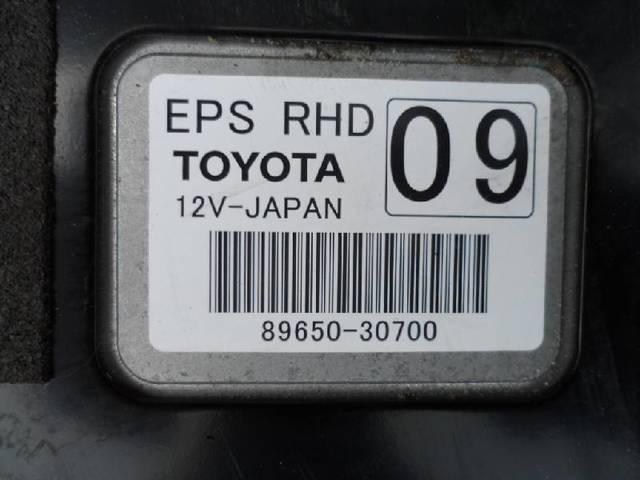 EPS RHD 09
TOYOTA
12V-JAPAN
89650-30700